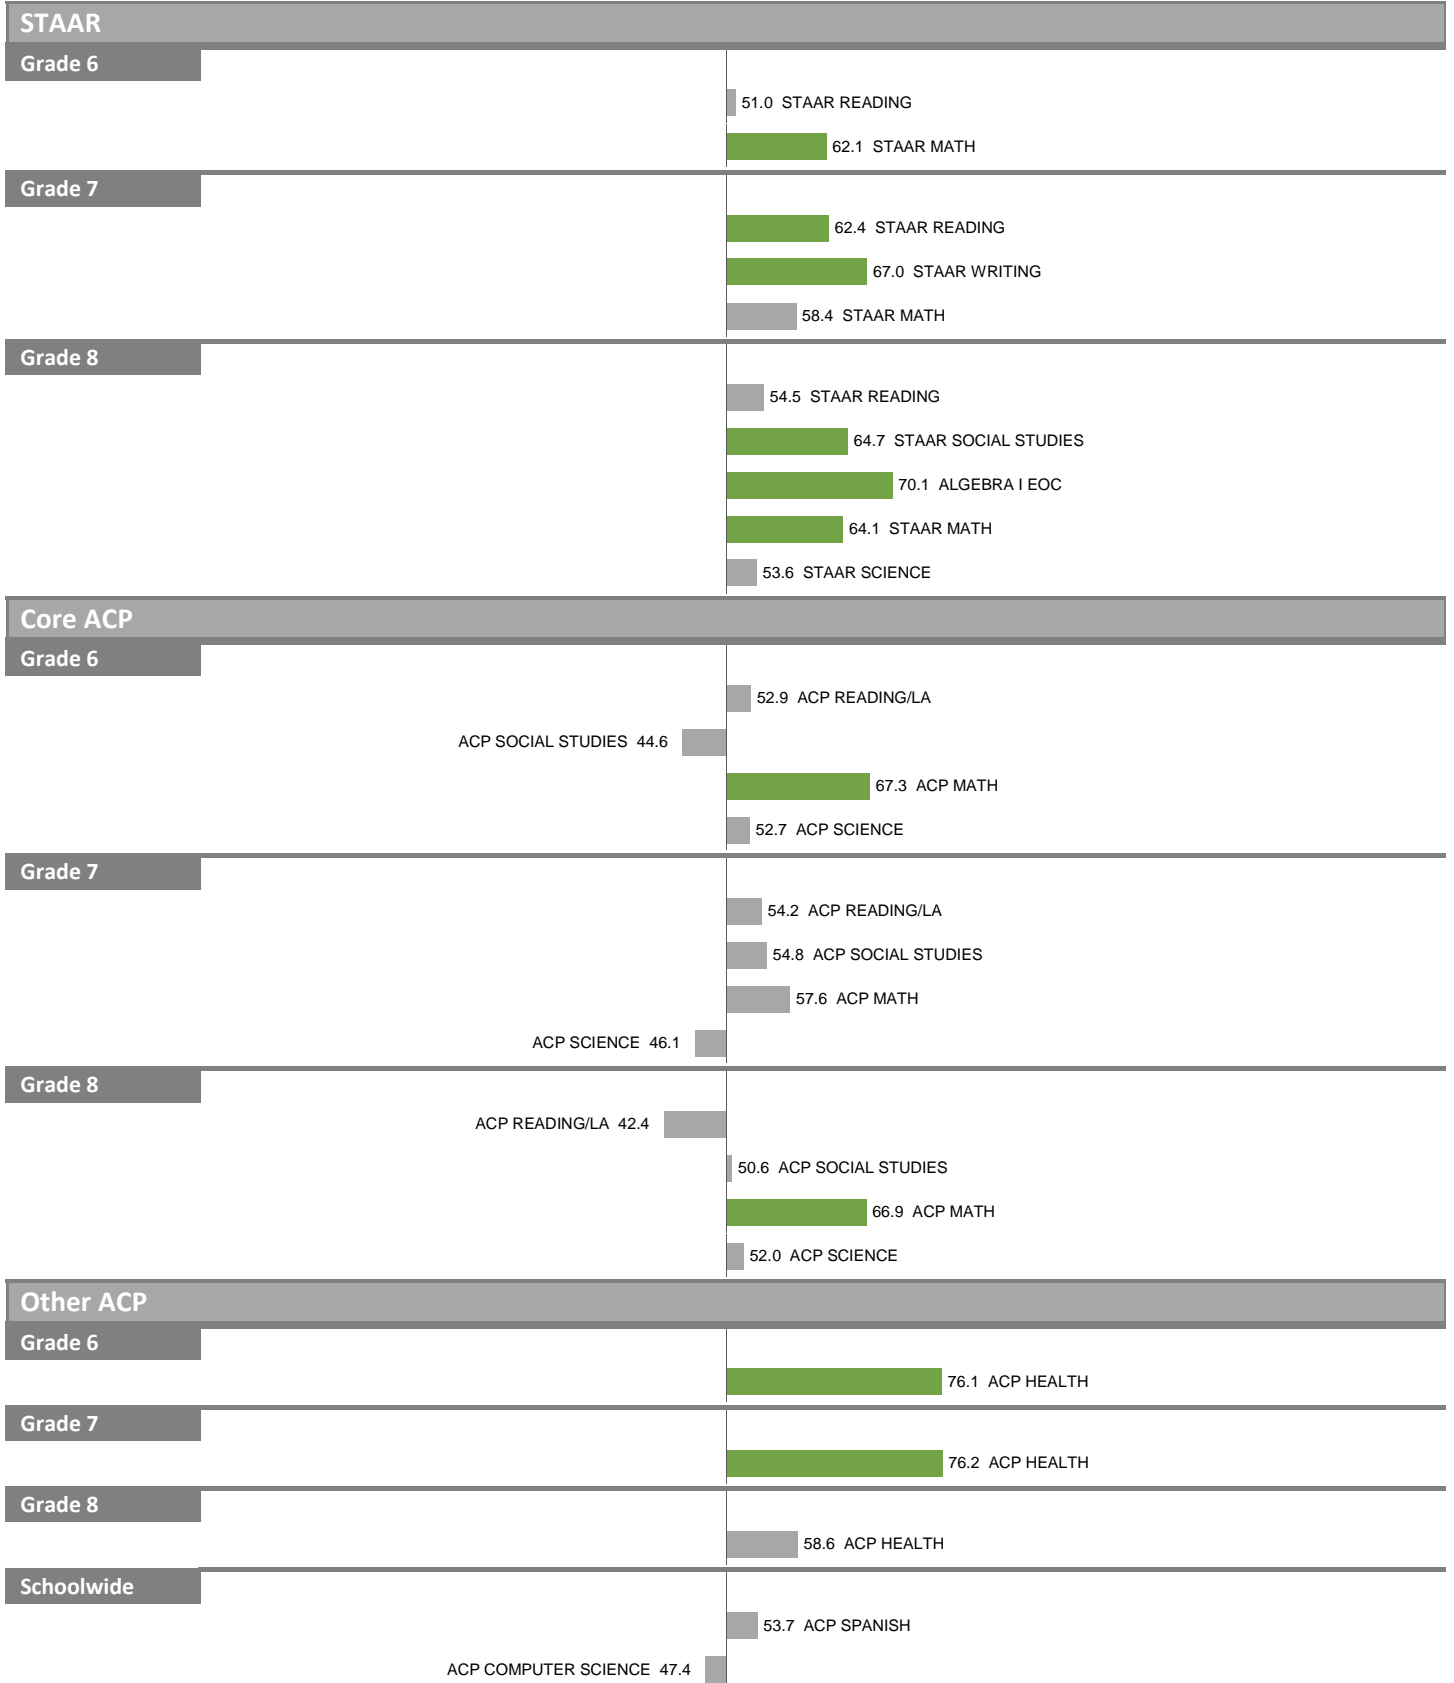 STAAR
Grade 6
51.0 STAAR READING
62.1 STAAR MATH
Grade 7
62.4 STAAR READING
67.0 STAAR WRITING
58.4 STAAR MATH
Grade 8
54.5 STAAR READING
64.7 STAAR SOCIAL STUDIES
70.1 ALGEBRA I EOC
64.1 STAAR MATH
53.6 STAAR SCIENCE
Core ACP
Grade 6
52.9 ACP READING/LA
ACP SOCIAL STUDIES 44.6
67.3 ACP MATH
52.7 ACP SCIENCE
Grade 7
54.2 ACP READING/LA
54.8 ACP SOCIAL STUDIES
57.6 ACP MATH
ACP SCIENCE 46.1
Grade 8
ACP READING/LA 42.4
50.6 ACP SOCIAL STUDIES
66.9 ACP MATH
52.0 ACP SCIENCE
Other ACP
Grade 6
76.1 ACP HEALTH
Grade 7
76.2 ACP HEALTH
Grade 8
58.6 ACP HEALTH
Schoolwide
53.7 ACP SPANISH
ACP COMPUTER SCIENCE 47.4